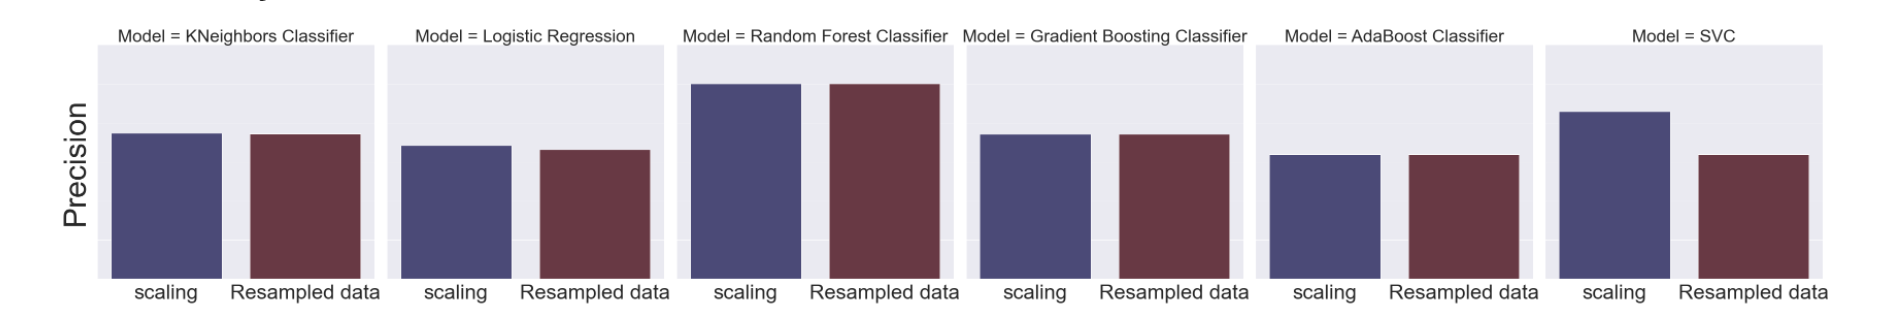 Model = KNeighbors Classifier
Model = Logistic Regression
Model = Random Forest Classifier
Model = Gradient Boosting Classifier
Model = AdaBoost Classifier
Model = SVC
Precision
scaling
Resampled data
scaling
Resampled data
scaling
Resampled data
scaling
Resampled data
scaling
Resampled data
scaling
Resampled data